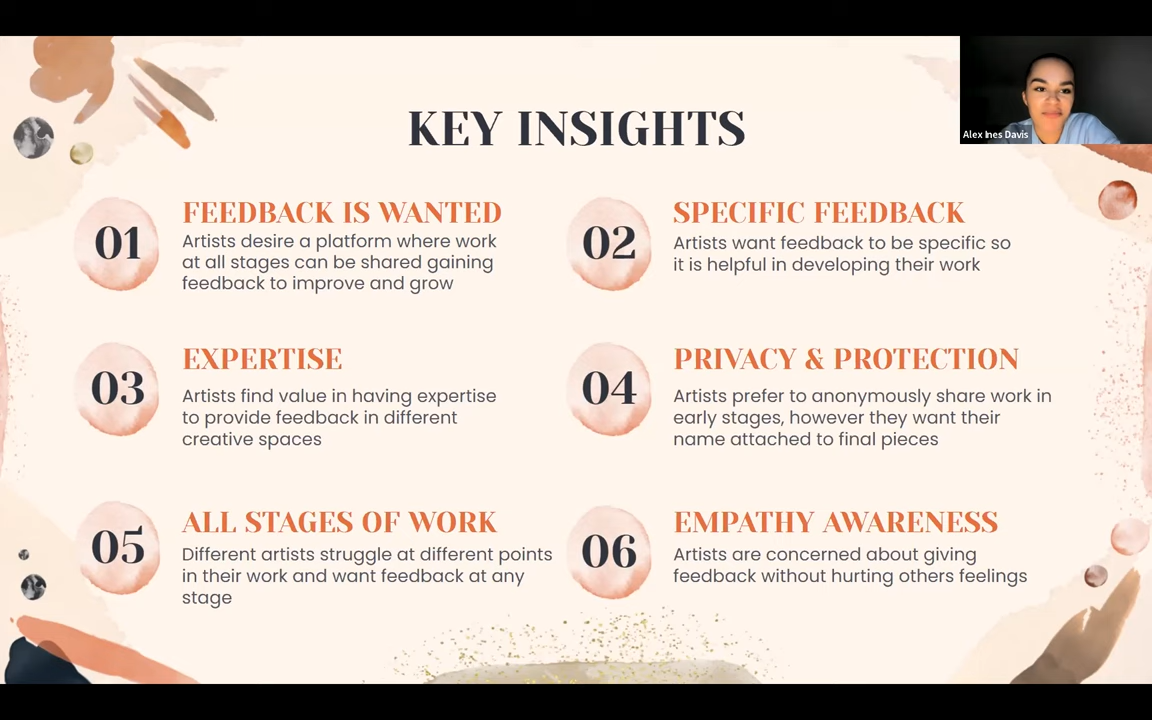 KEY INSIGHTS
Alex Ines Davis
01
FEEDBACK IS WANTED
Artists desire a platform where work
at all stages can be shared gaining
feedback to improve and grow
02
SPECIFIC FEEDBACK
Artists want feedback to be specific so
it is helpful in developing their work
03
EXPERTISE
Artists find value in having expertise
to provide feedback in different
creative spaces
04
PRIVACY & PROTECTION
Artists prefer to anonymously share work in
early stages, however they want their
name attached to final pieces
05
ALL STAGES OF WORK
Different artists struggle at different points
in their work and want feedback at any
stage
06
EMPATHY AWARENESS
Artists are concerned about giving
feedback without hurting others feelings